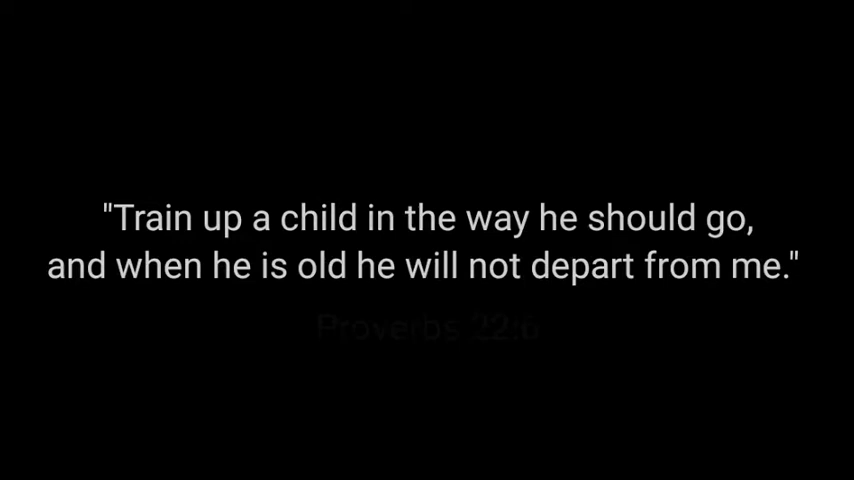 "Train up a child in the way he should go,
and when he is old he will not depart from me."
Proverbs 22:6